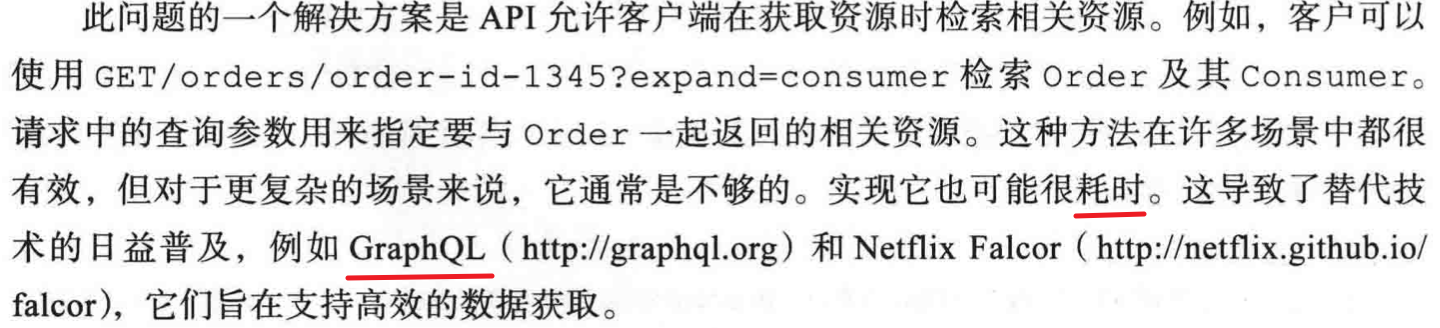 此问题的一个解决方案是 API 允许客户端在获取资源时检索相关资源。例如，客户可以
使用 GET/orders/order-id-1345?expand=consumer 检索 Order 及其 Consumer。
请求中的查询参数用来指定要与 Order 一起返回的相关资源。这种方法在许多场景中都很
有效，但对于更复杂的场景来说，它通常是不够的。实现它也可能很耗时。这导致了替代技
术的日益普及，例如 GraphQL（http://graphql.org）和 Netflix Falcor（http://netflix.github.io/
falcor），它们旨在支持高效的数据获取。